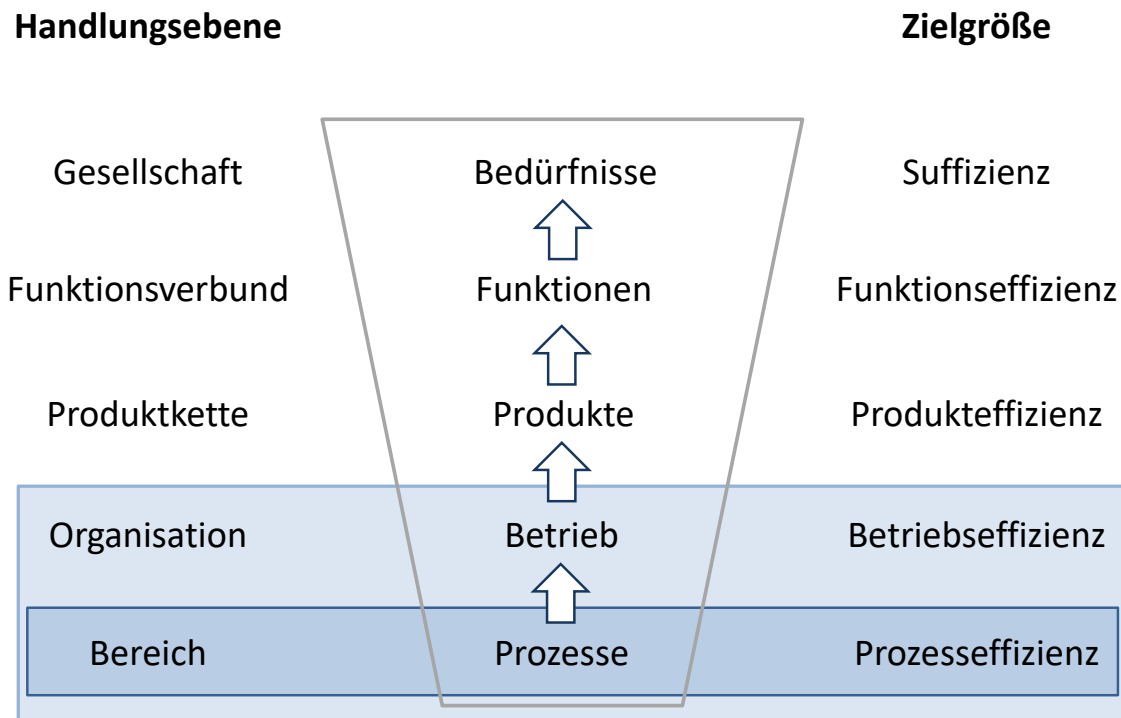 Handlungsebene Zielgröße
Gesellschaft Bedürfnisse Suffizienz
Funktionsverbund Funktionen Funktionseffizienz
Produktkette Produkte Produkteffizienz
Organisation Betrieb Betriebseffizienz
Bereich Prozesse Prozesseffizienz